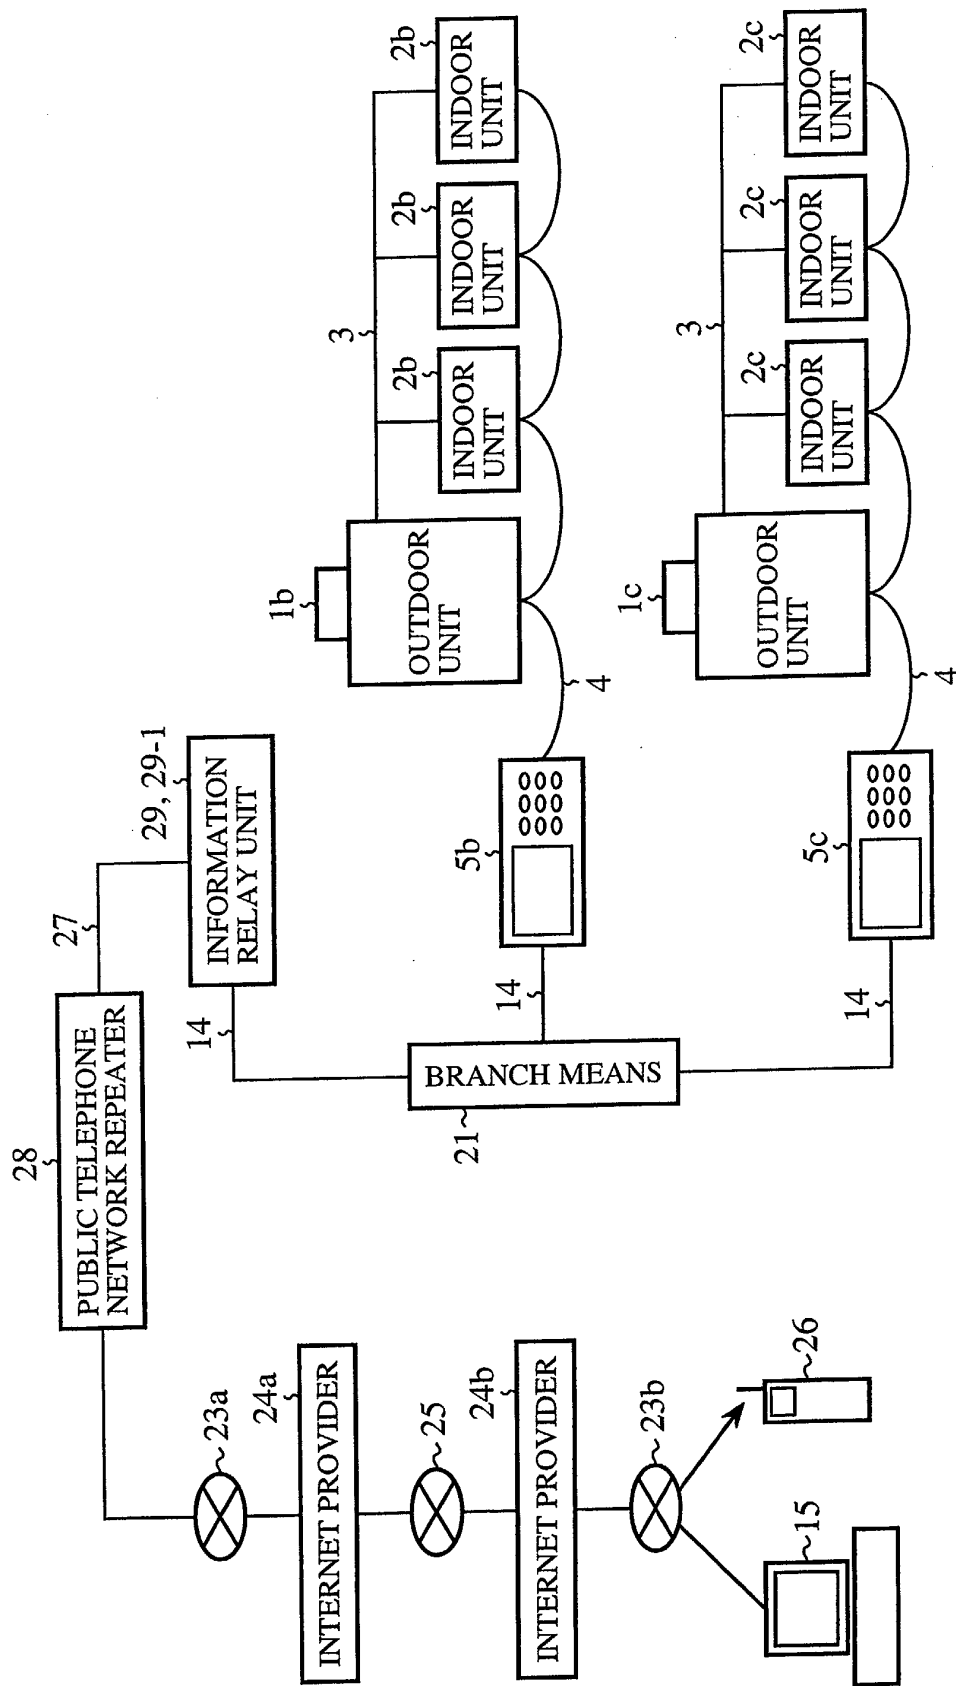 28
PUBLIC TELEPHONE
NETWORK REPEATER
27
29, 29-1
INFORMATION
RELAY UNIT
14
23a
24a
INTERNET PROVIDER
25
24b
INTERNET PROVIDER
23b
15
26
BRANCH MEANS
21
14
5b
4
1b
OUTDOOR
UNIT
3
2b
INDOOR
UNIT
2b
INDOOR
UNIT
2b
INDOOR
UNIT
14
5c
4
1c
OUTDOOR
UNIT
3
2c
INDOOR
UNIT
2c
INDOOR
UNIT
2c
INDOOR
UNIT